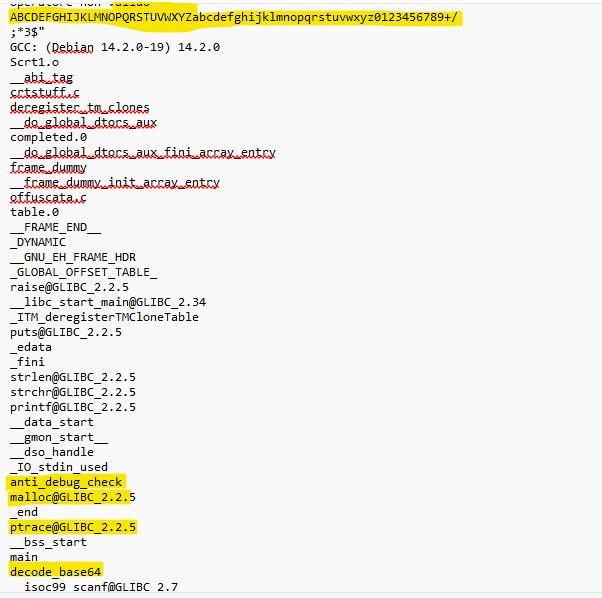 operatore non valido
ABCDEFGHIJKLMNOPQRSTUVWXYZabcdefghijklmnopqrstuvwxyz0123456789+/
;*3$"
GCC: (Debian 14.2.0-19) 14.2.0
Scrt1.o
__abi_tag
crtstuff.c
deregister_tm_clones
__do_global_dtors_aux
completed.0
__do_global_dtors_aux_fini_array_entry
frame_dummy
__frame_dummy_init_array_entry
offuscata.c
table.0
__FRAME_END__
_DYNAMIC
__GNU_EH_FRAME_HDR
_GLOBAL_OFFSET_TABLE_
raise@GLIBC_2.2.5
__libc_start_main@GLIBC_2.34
_ITM_deregisterTMCloneTable
puts@GLIBC_2.2.5
_edata
_fini
strlen@GLIBC_2.2.5
strchr@GLIBC_2.2.5
printf@GLIBC_2.2.5
__data_start
__gmon_start__
__dso_handle
_IO_stdin_used
anti_debug_check
malloc@GLIBC_2.2.5
_end
ptrace@GLIBC_2.2.5
__bss_start
main
decode_base64
__isoc99_scanf@GLIBC_2.7